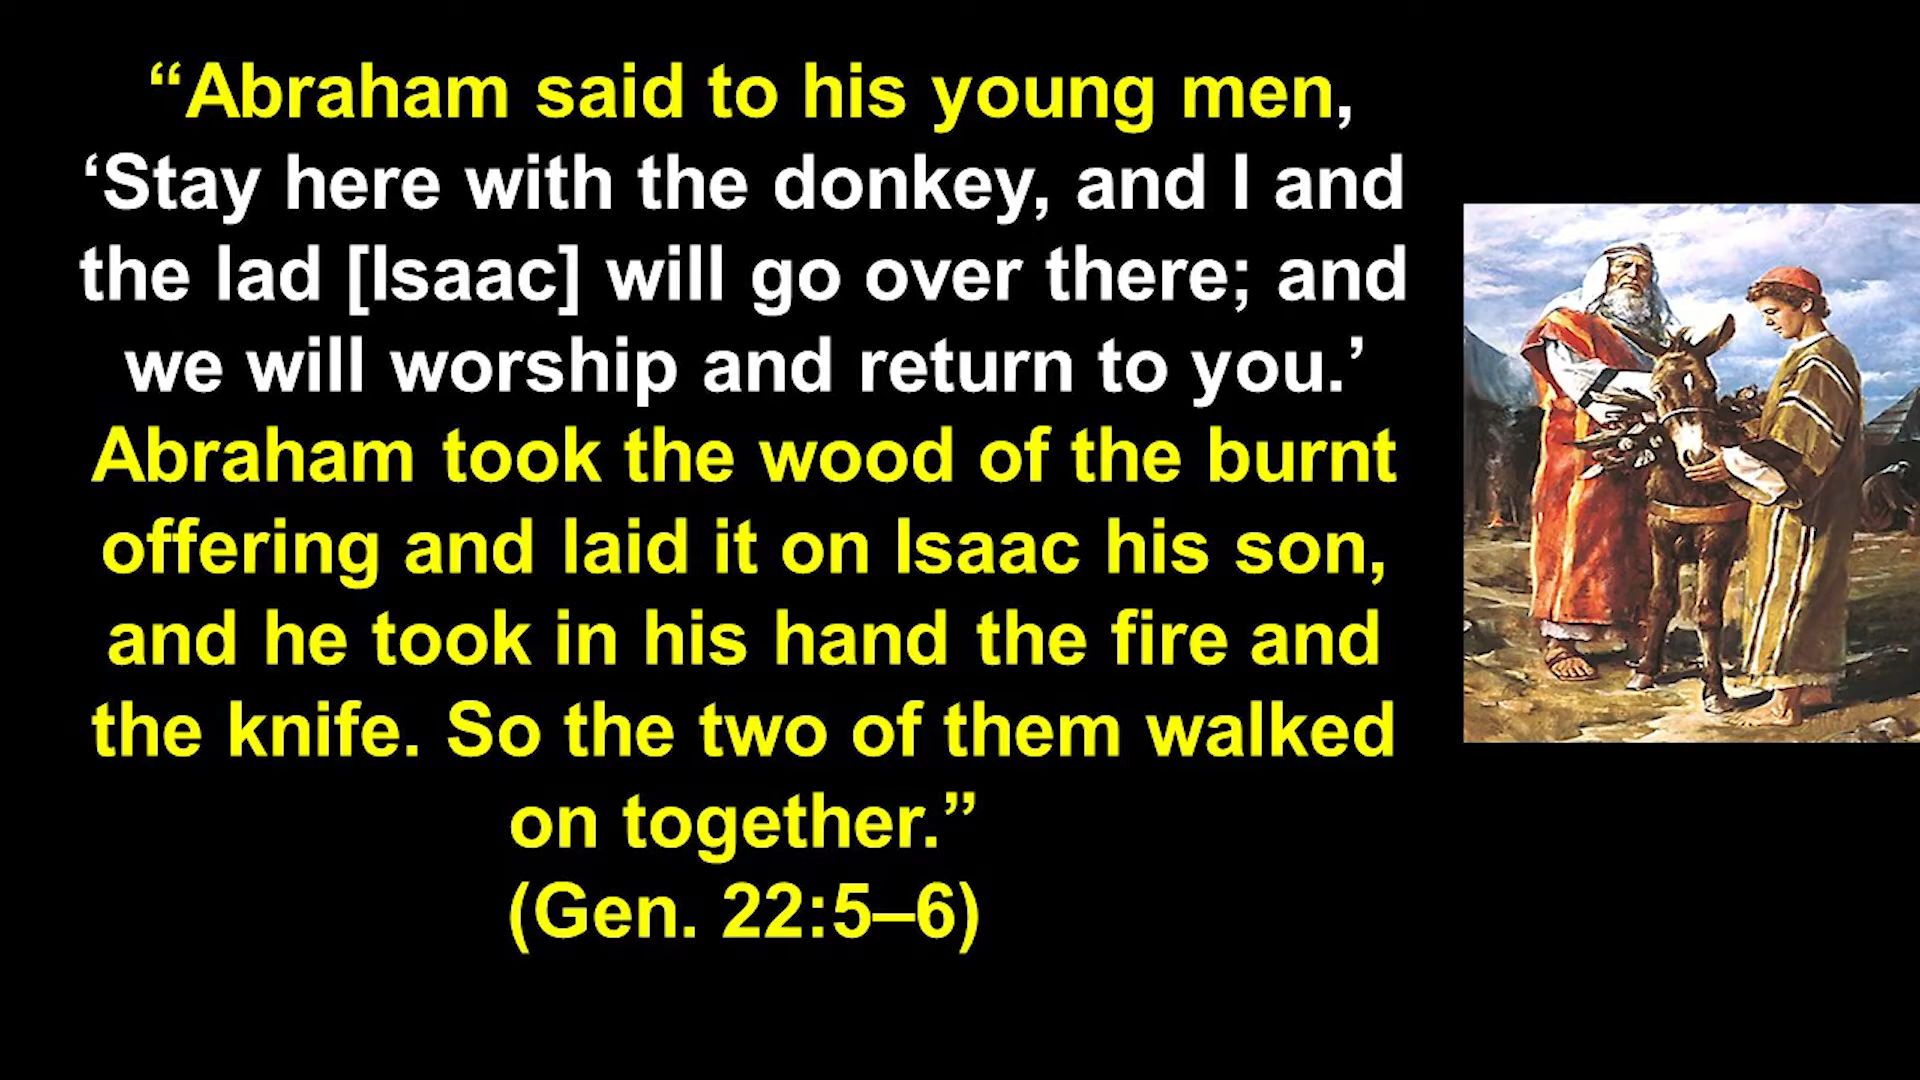 “Abraham said to his young men,
‘Stay here with the donkey, and I and
the lad [Isaac] will go over there; and
we will worship and return to you.’
Abraham took the wood of the burnt
offering and laid it on Isaac his son,
and he took in his hand the fire and
the knife. So the two of them walked
on together.”
(Gen. 22:5–6)